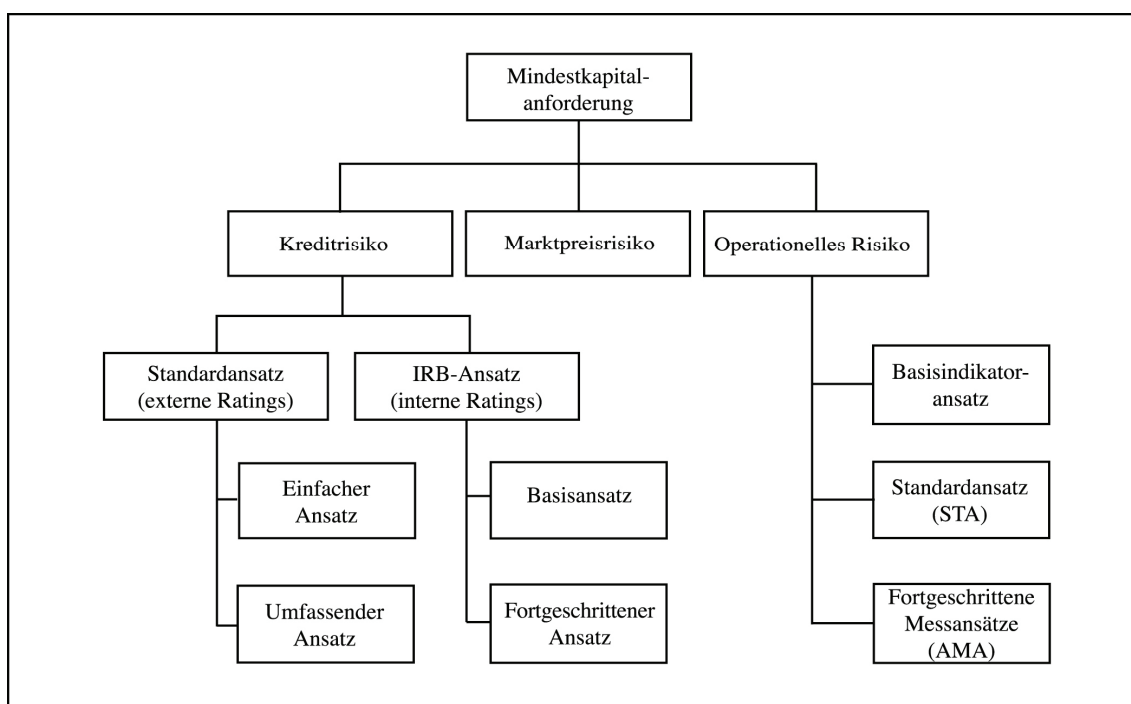 Mindestkapital-
anforderung
Kreditrisiko
Marktpreisrisiko
Operationelles Risiko
Standardansatz
(externe Ratings)
IRB-Ansatz
(interne Ratings)
Basisindikator-
ansatz
Einfacher
Ansatz
Basisansatz
Standardansatz
(STA)
Umfassender
Ansatz
Fortgeschrittener
Ansatz
Fortgeschrittene
Messansätze
(AMA)